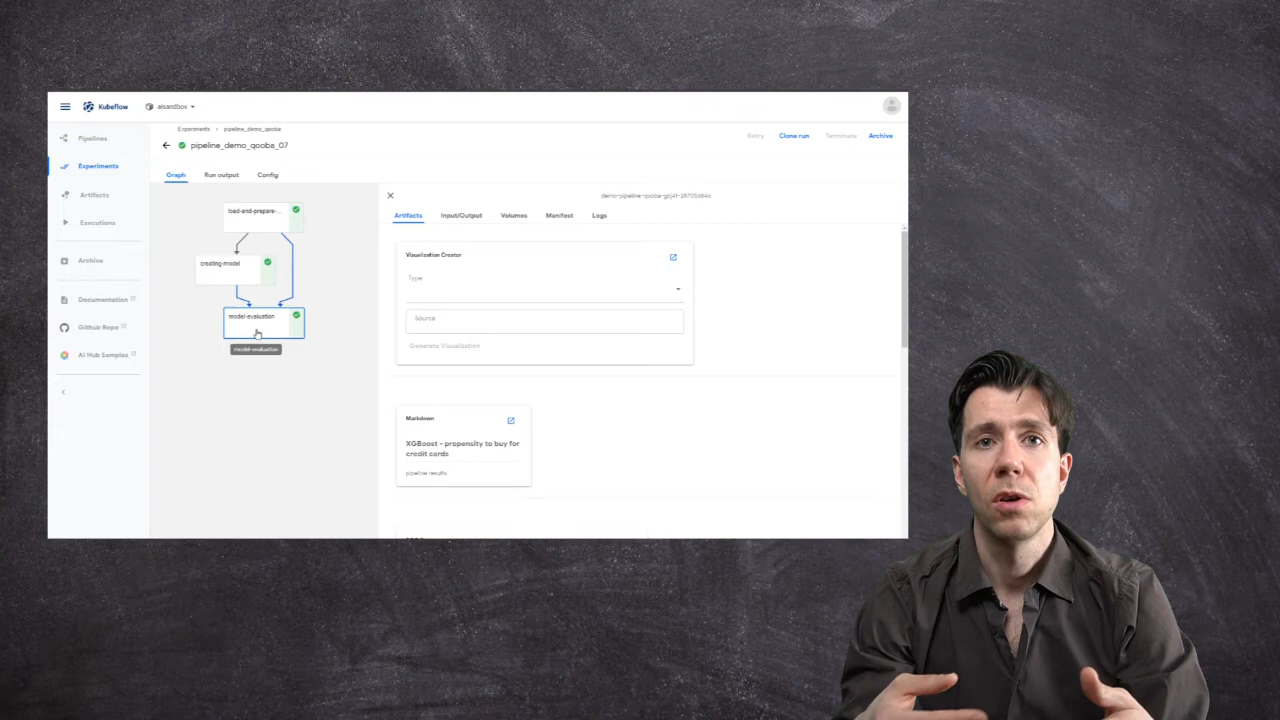 Kubeflow
aisandbox
Pipelines
Experiments
Artifacts
Executions
Archive
Documentation
Github Repo
AI Hub Samples
Experiments › pipeline_demo_qooba
pipeline_demo_qooba_07
Retry
Clone run
Terminate
Archive
Graph
Run output
Config
load-and-prepare-...
creating-model
model-evaluation
model-evaluation
Artifacts
Input/Output
Volumes
Manifest
Logs
Visualization Creator
Type
Source
Generate Visualization
Markdown
XGBoost - propensity to buy for
credit cards
pipeline results